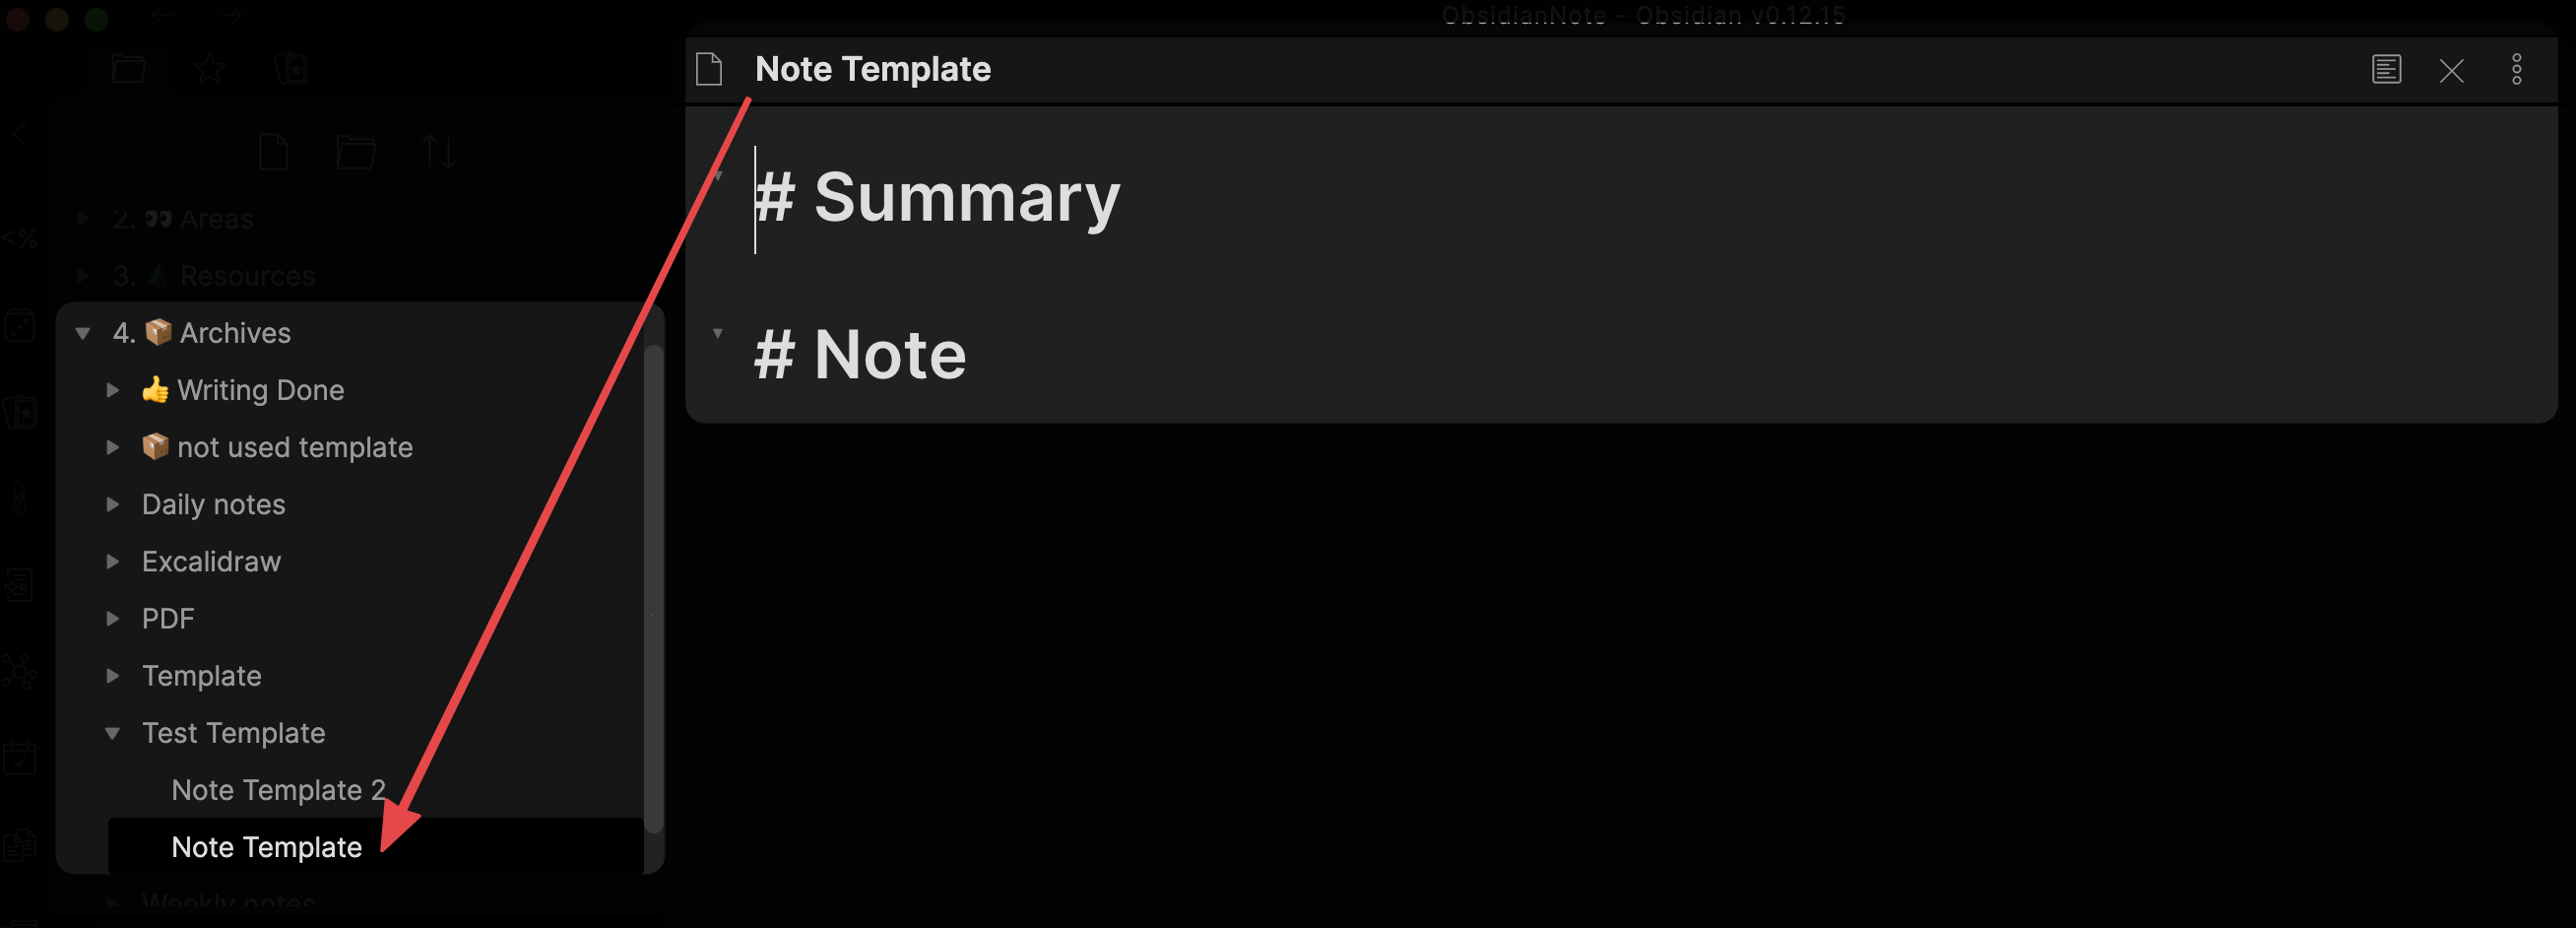 ObsidianNote - Obsidian v0.12.15
Note Template
<%
2. 👀 Areas
3. 🌲 Resources
4. 📦 Archives
👍 Writing Done
📦 not used template
Daily notes
Excalidraw
PDF
Template
Test Template
Note Template 2
Note Template
Weekly notes
# Summary
# Note